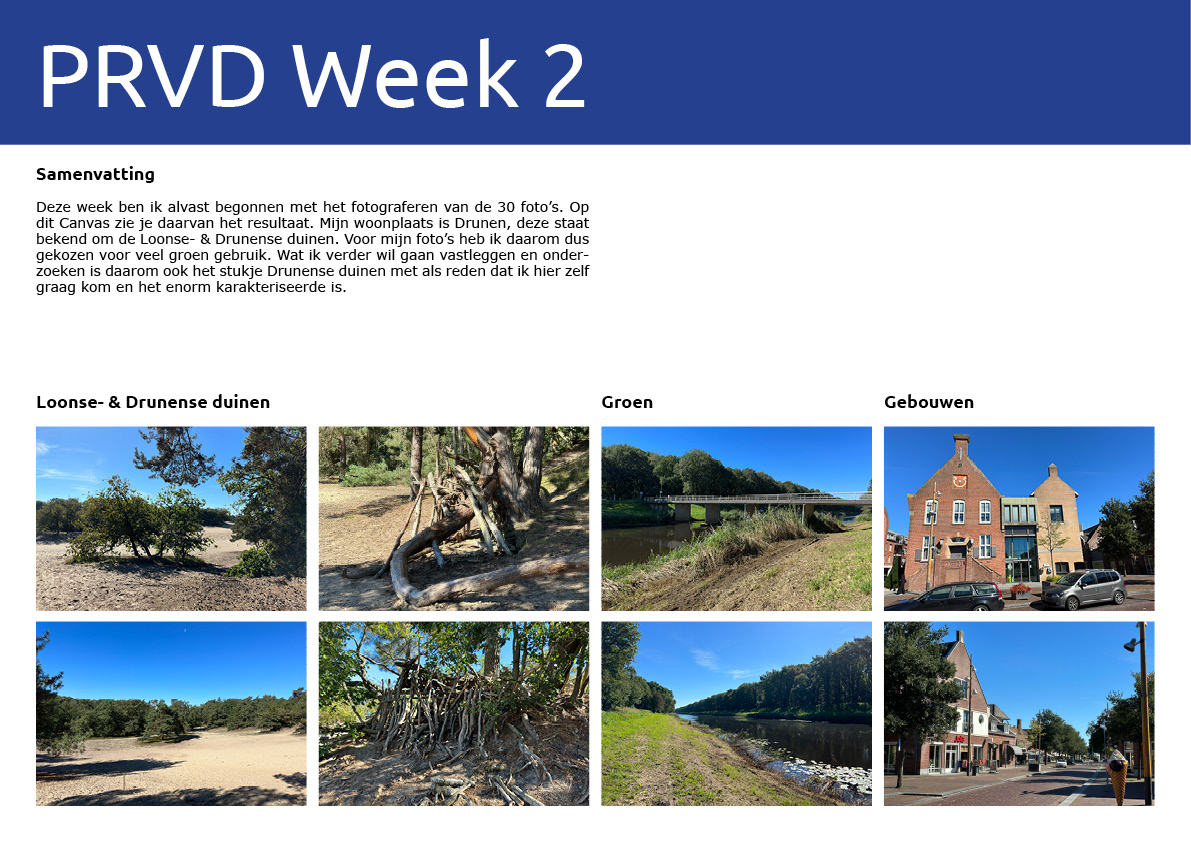 PRVD Week 2
Samenvatting
Deze week ben ik alvast begonnen met het fotograferen van de 30 foto’s. Op
dit Canvas zie je daarvan het resultaat. Mijn woonplaats is Drunen, deze staat
bekend om de Loonse- & Drunense duinen. Voor mijn foto’s heb ik daarom dus
gekozen voor veel groen gebruik. Wat ik verder wil gaan vastleggen en onder-
zoeken is daarom ook het stukje Drunense duinen met als reden dat ik hier zelf
graag kom en het enorm karakteriseerde is.
Loonse- & Drunense duinen
Groen
Gebouwen